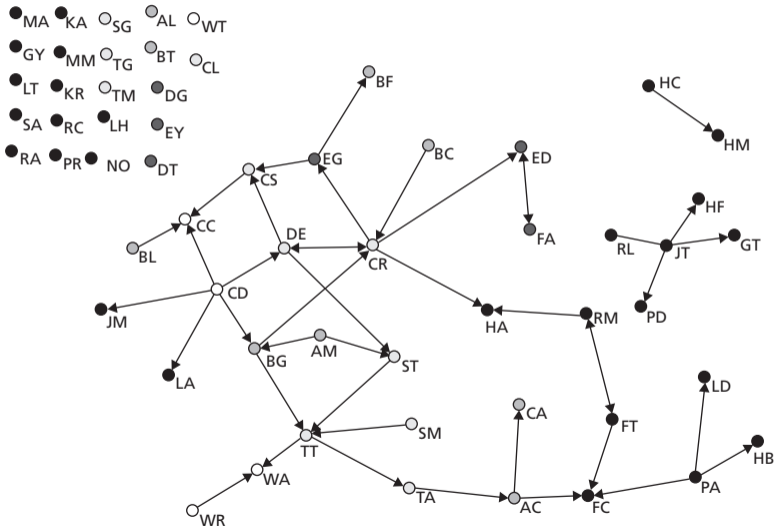 MA KA SG AL WT
GY MM TG BT CL
LT KR TM DG
SA RC LH EY
RA PR NO DT
BF
HC
HM
EG
BC
ED
CS
HF
CC
DE
FA
RL
JT
GT
BL
CR
CD
JM
HA
RM
PD
BG
AM
ST
LA
LD
CA
SM
FT
TT
HB
WA
TA
PA
WR
AC
FC